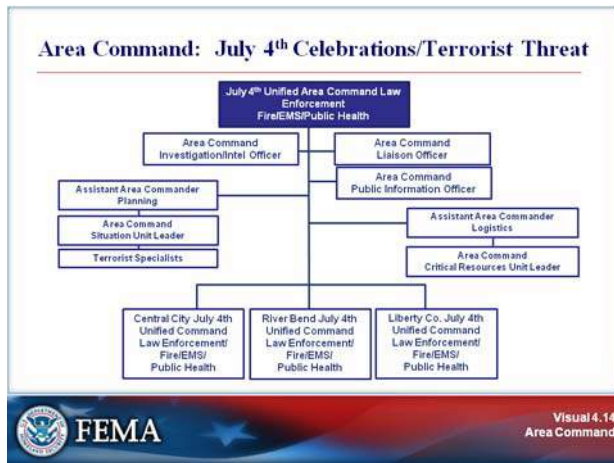 Area Command: July 4th Celebrations/Terrorist Threat
July 4th Unified Area Command Law
Enforcement
Fire/EMS/Public Health
Area Command
Investigation/Intel Officer
Area Command
Liaison Officer
Area Command
Public Information Officer
Assistant Area Commander
Planning
Area Command
Situation Unit Leader
Terrorist Specialists
Assistant Area Commander
Logistics
Area Command
Critical Resources Unit Leader
Central City July 4th
Unified Command
Law Enforcement/
Fire/EMS/
Public Health
River Bend July 4th
Unified Command
Law Enforcement/
Fire/EMS/
Public Health
Liberty Co. July 4th
Unified Command
Law Enforcement/
Fire/EMS/
Public Health
FEMA
Visual 4.14
Area Command